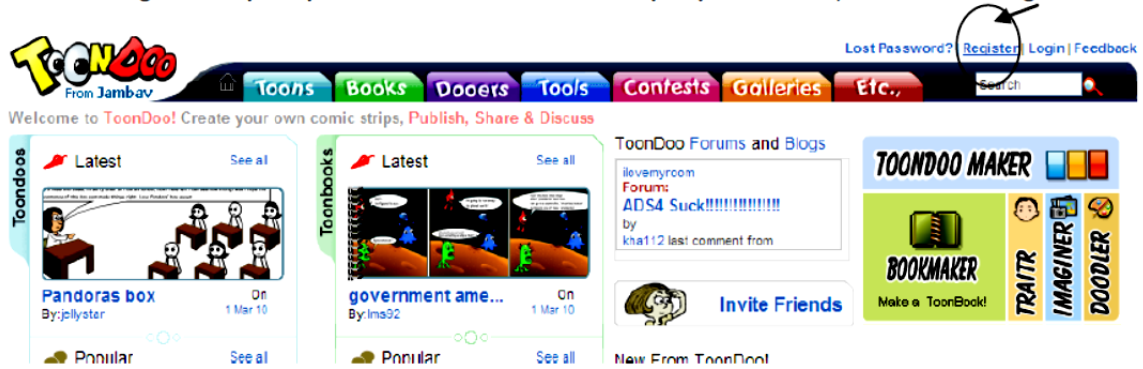 Lost Password? | Register | Login | Feedback
ToonDoo
From Jambav
Toons Books Dooers Tools Contests Galleries Etc.,
Search
Welcome to ToonDoo! Create your own comic strips, Publish, Share & Discuss
Toondoos
Latest See all
Pandoras box On
By:jellystar 1 Mar 10
Popular See all
Toonbooks
Latest See all
government ame... On
By:lms92 1 Mar 10
Popular See all
ToonDoo Forums and Blogs
ilovemyroom
Forum:
ADS4 Suck!!!!!!!!!!!!!!!!
by
kha112 last comment from
Invite Friends
New From ToonDoo!
TOONDOO MAKER
BOOKMAKER
Make a ToonBook!
TRAITR
IMAGINER
DOODLER